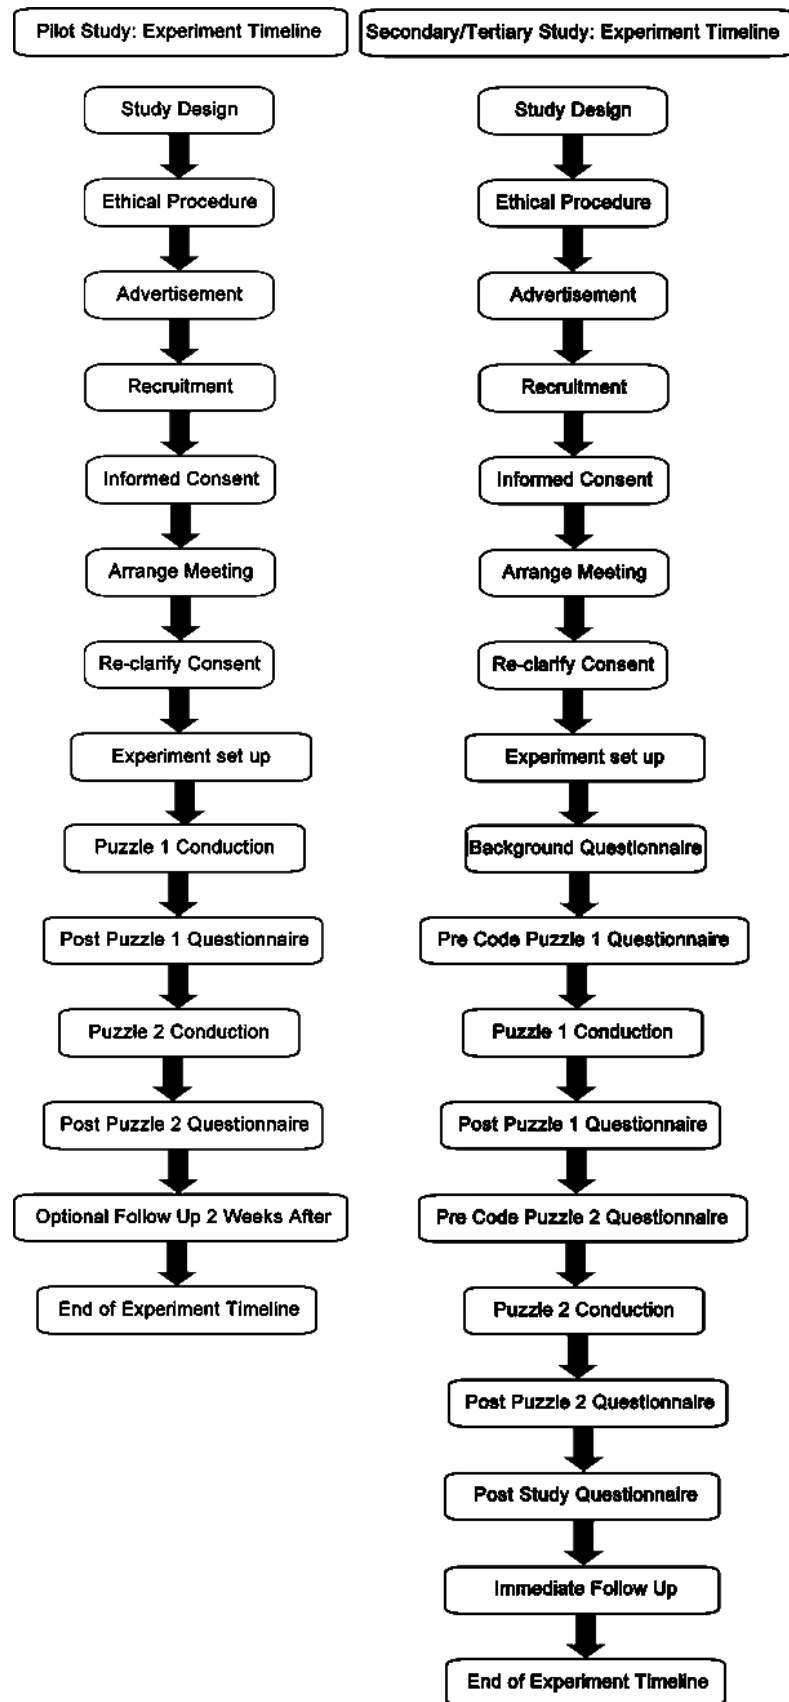 Pilot Study: Experiment Timeline
Study Design
Ethical Procedure
Advertisement
Recruitment
Informed Consent
Arrange Meeting
Re-clarify Consent
Experiment set up
Puzzle 1 Conduction
Post Puzzle 1 Questionnaire
Puzzle 2 Conduction
Post Puzzle 2 Questionnaire
Optional Follow Up 2 Weeks After
End of Experiment Timeline
Secondary/Tertiary Study: Experiment Timeline
Study Design
Ethical Procedure
Advertisement
Recruitment
Informed Consent
Arrange Meeting
Re-clarify Consent
Experiment set up
Background Questionnaire
Pre Code Puzzle 1 Questionnaire
Puzzle 1 Conduction
Post Puzzle 1 Questionnaire
Pre Code Puzzle 2 Questionnaire
Puzzle 2 Conduction
Post Puzzle 2 Questionnaire
Post Study Questionnaire
Immediate Follow Up
End of Experiment Timeline